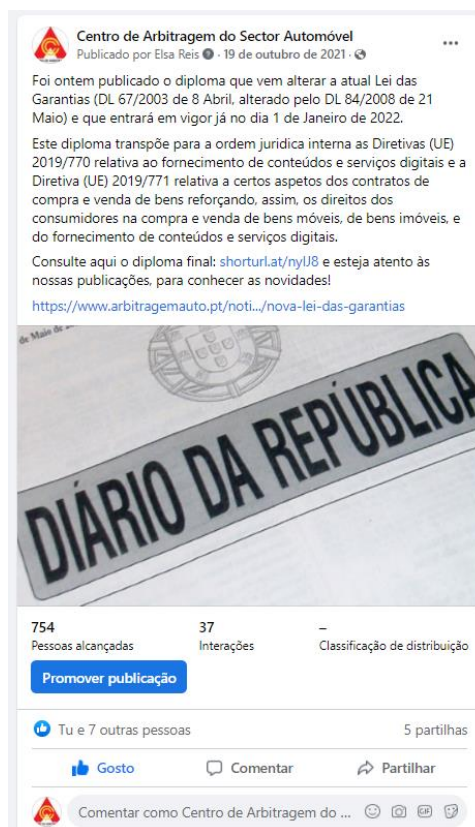 Centro de Arbitragem do Sector Automóvel
Publicado por Elsa Reis · 19 de outubro de 2021 ·
Foi ontem publicado o diploma que vem alterar a atual Lei das
Garantias (DL 67/2003 de 8 Abril, alterado pelo DL 84/2008 de 21
Maio) e que entrará em vigor já no dia 1 de Janeiro de 2022.
Este diploma transpõe para a ordem juridica interna as Diretivas (UE)
2019/770 relativa ao fornecimento de conteúdos e serviços digitais e a
Diretiva (UE) 2019/771 relativa a certos aspetos dos contratos de
compra e venda de bens reforçando, assim, os direitos dos
consumidores na compra e venda de bens móveis, de bens imóveis, e
do fornecimento de conteúdos e serviços digitais.
Consulte aqui o diploma final: shorturl.at/nylJ8 e esteja atento às
nossas publicações, para conhecer as novidades!
https://www.arbitragemauto.pt/noti.../nova-lei-das-garantias
de Maio de
DIÁRIO DA REPÚBLICA
754 37 –
Pessoas alcançadas Interações Classificação de distribuição
Promover publicação
Tu e 7 outras pessoas 5 partilhas
Gosto Comentar Partilhar
Comentar como Centro de Arbitragem do ...
GIF